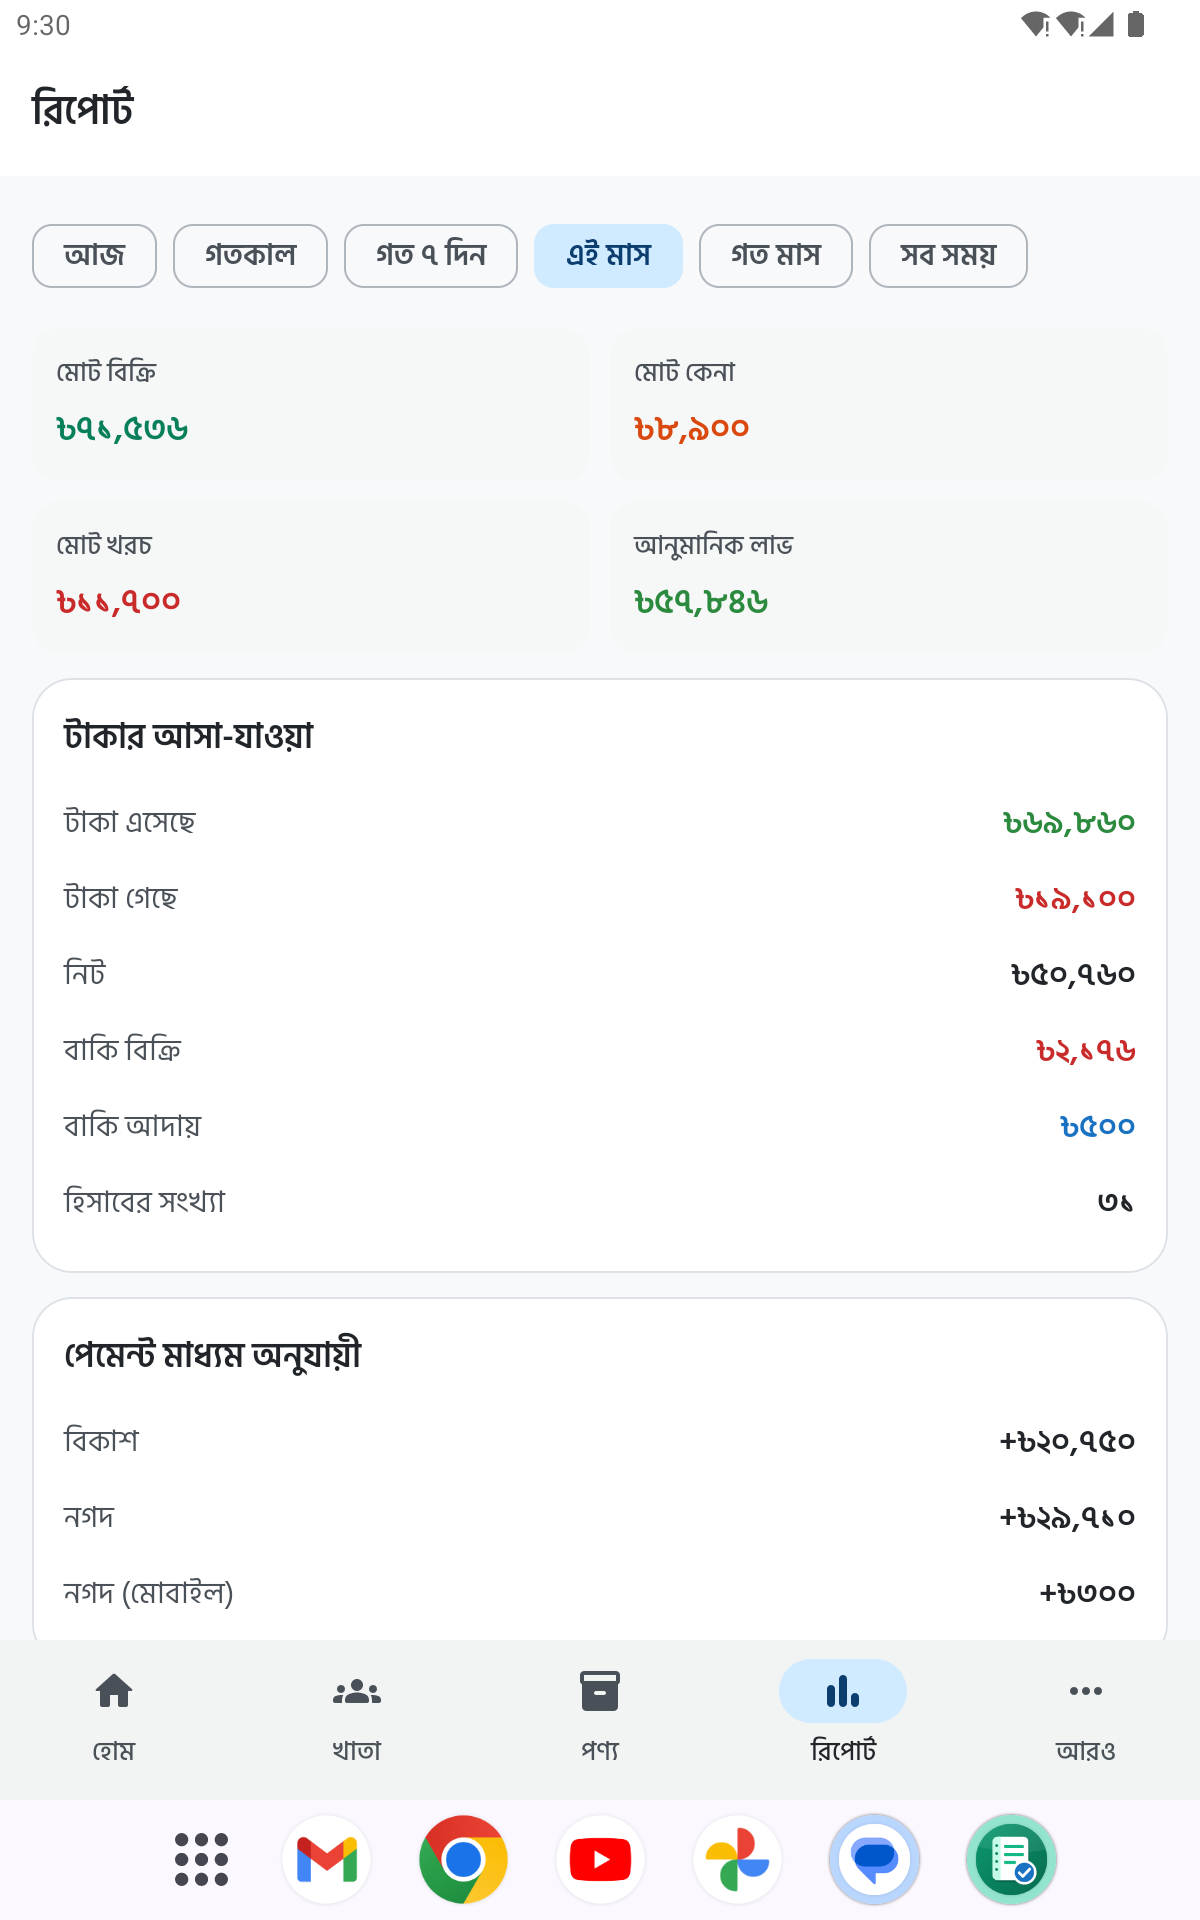 9:30
রিপোর্ট
আজ
গতকাল
গত ৭ দিন
এই মাস
গত মাস
সব সময়
মোট বিক্রি
৳৭১,৫৩৬
মোট কেনা
৳৮,৯০০
মোট খরচ
৳১১,৭০০
আনুমানিক লাভ
৳৫৭,৮৪৬
টাকার আসা-যাওয়া
টাকা এসেছে
৳৬৯,৮৬০
টাকা গেছে
৳১৯,১০০
নিট
৳৫০,৭৬০
বাকি বিক্রি
৳২,১৭৬
বাকি আদায়
৳৫০০
হিসাবের সংখ্যা
৩১
পেমেন্ট মাধ্যম অনুযায়ী
বিকাশ
+৳২০,৭৫০
নগদ
+৳২৯,৭১০
নগদ (মোবাইল)
+৳৩০০
হোম
খাতা
পণ্য
রিপোর্ট
আরও